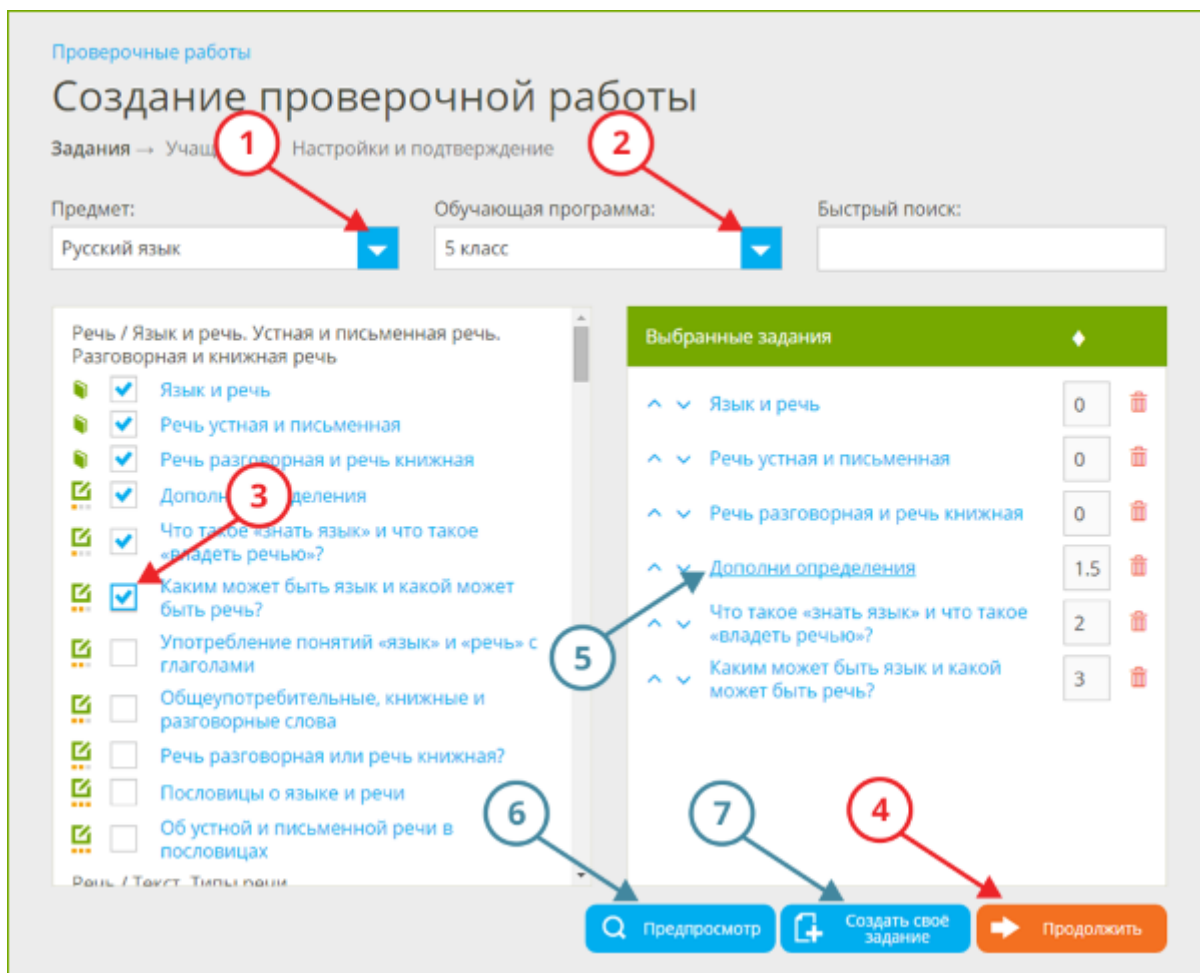 Проверочные работы
Создание проверочной работы
Задания → Учащ
Настройки и подтверждение
1
2
Предмет:
Обучающая программа:
Быстрый поиск:
Русский язык
5 класс
Речь / Язык и речь. Устная и письменная речь.
Разговорная и книжная речь
Язык и речь
Речь устная и письменная
Речь разговорная и речь книжная
Дополн деления
3
Что такое «знать язык» и что такое
«владеть речью»?
Каким может быть язык и какой может
быть речь?
Употребление понятий «язык» и «речь» с
глаголами
Общеупотребительные, книжные и
разговорные слова
Речь разговорная или речь книжная?
Пословицы о языке и речи
Об устной и письменной речи в
пословицах
Речь / Текст. Типы речи
Выбранные задания
Язык и речь 0
Речь устная и письменная 0
Речь разговорная и речь книжная 0
Дополни определения 1.5
5
Что такое «знать язык» и что такое
«владеть речью»? 2
Каким может быть язык и какой
может быть речь? 3
6
7
4
Предпросмотр
Создать своё
задание
Продолжить